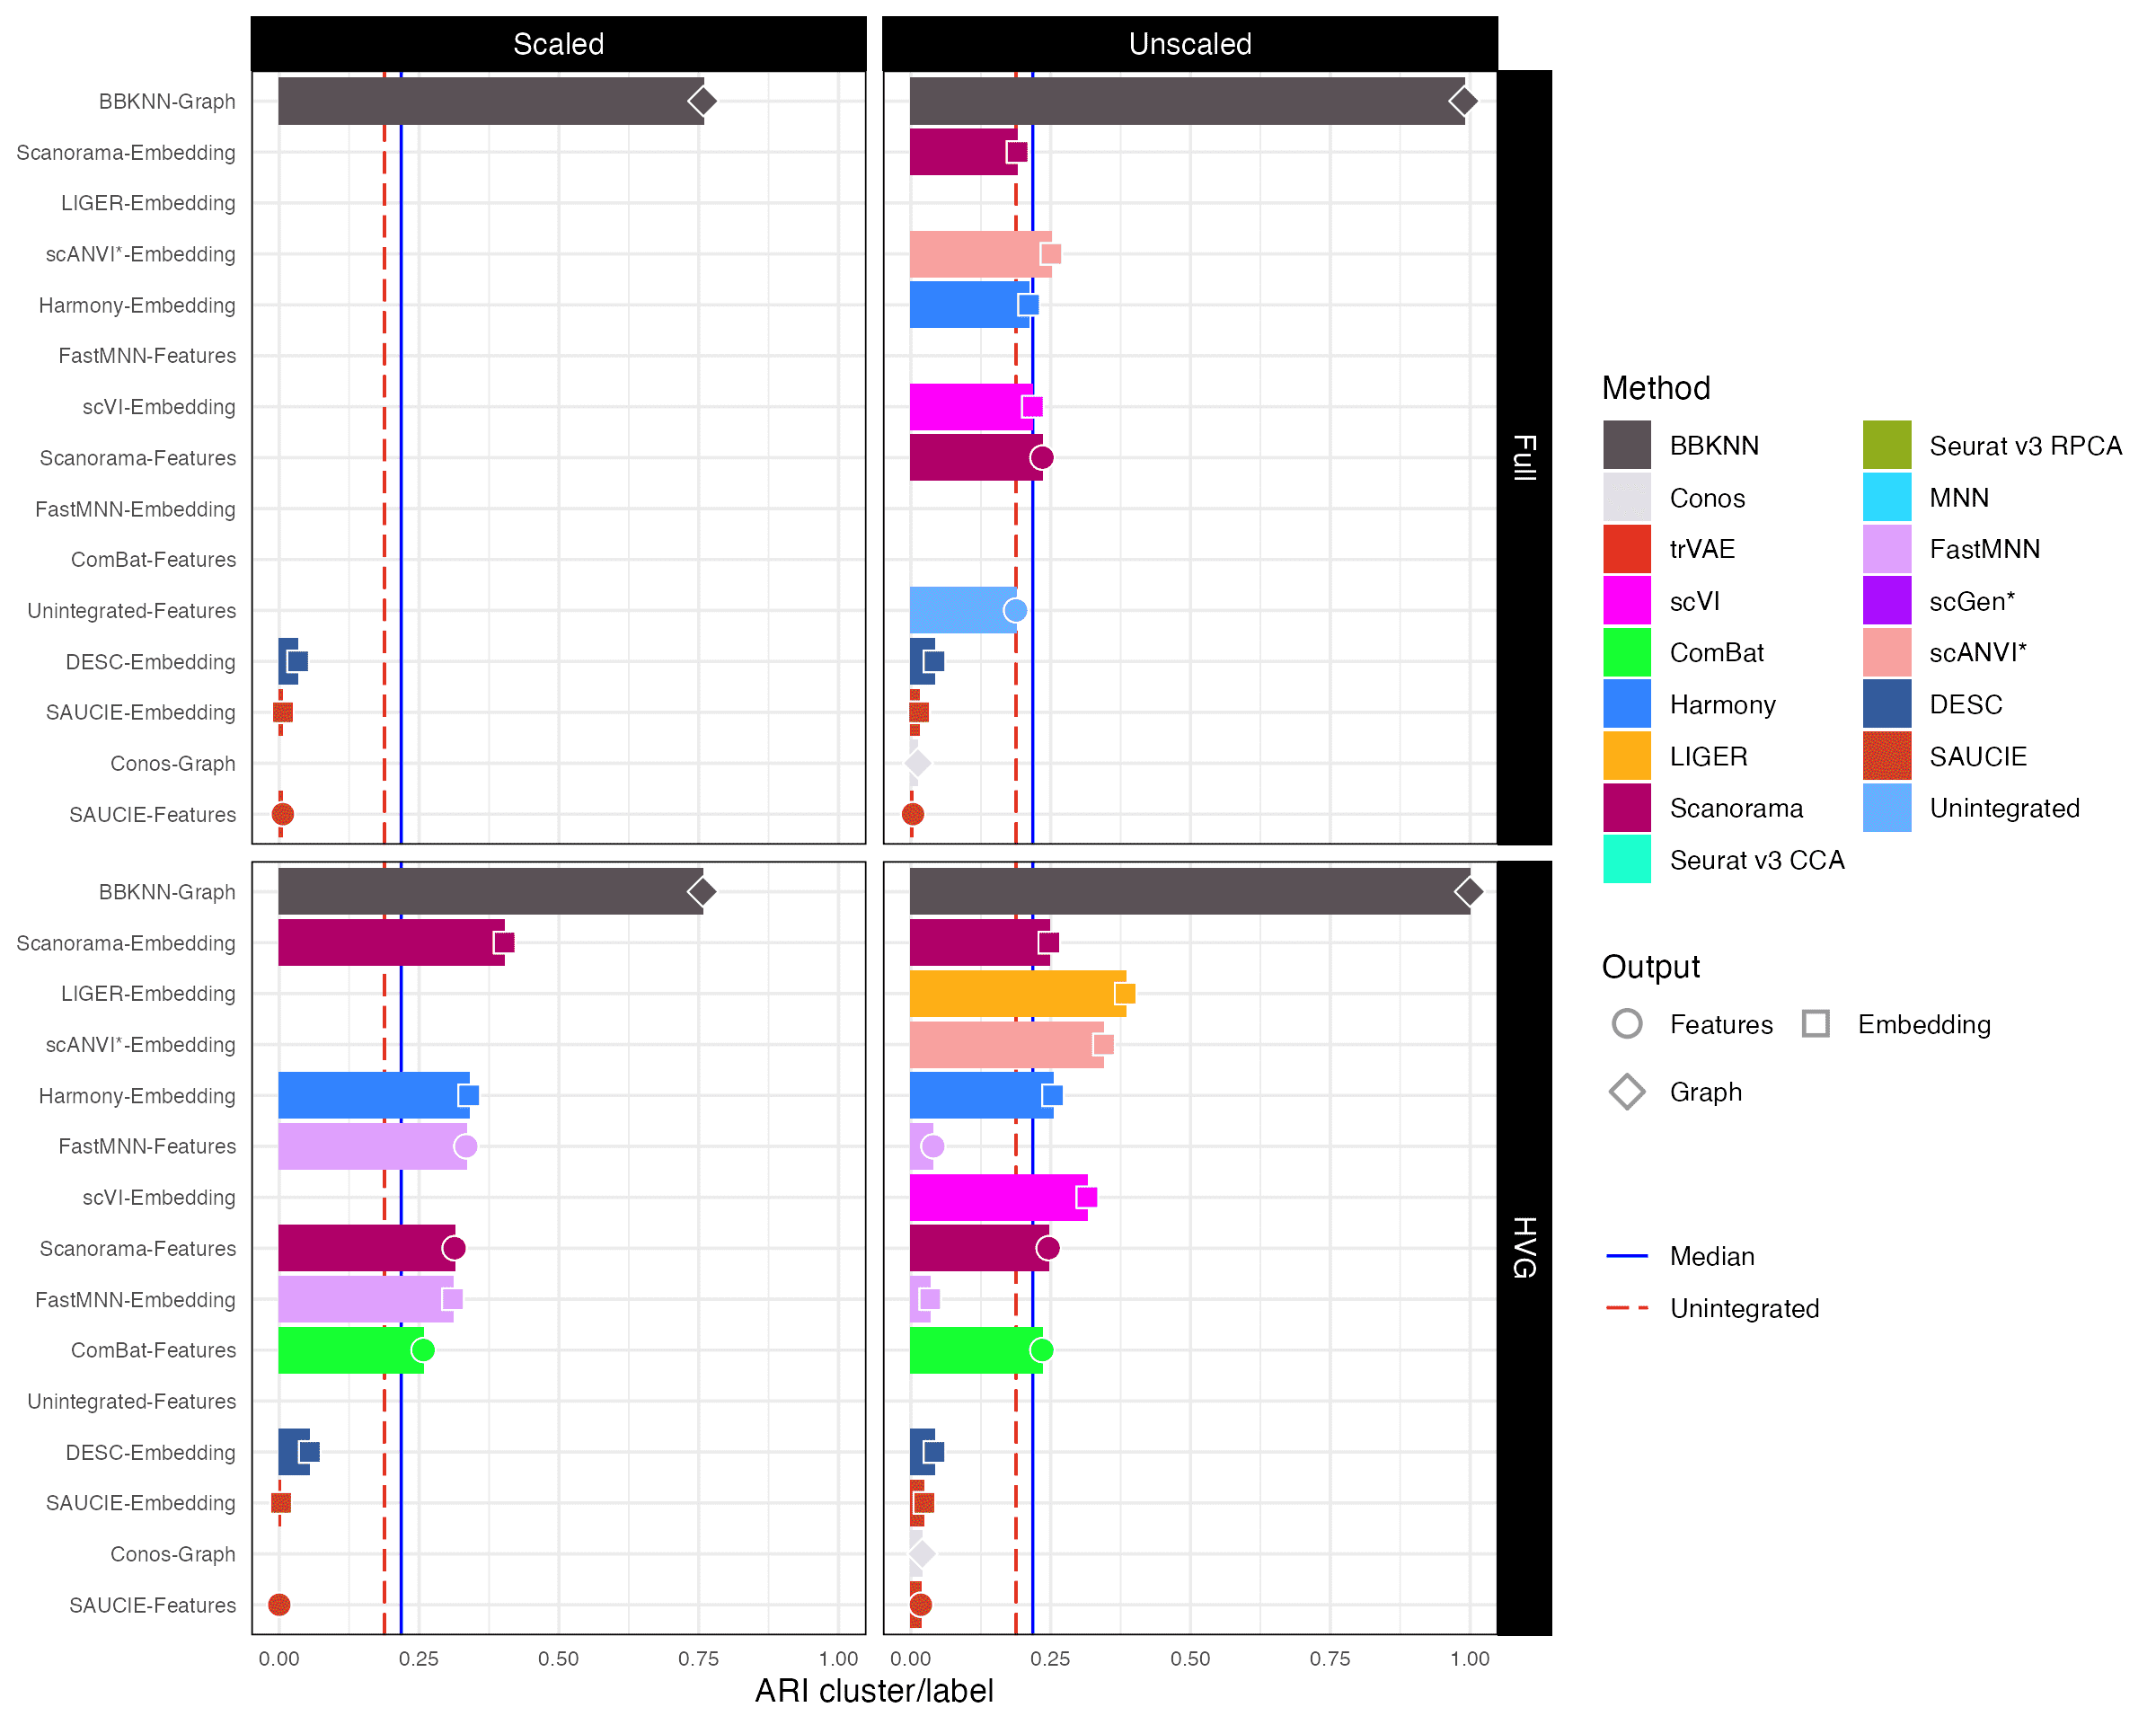 Scaled
Unscaled
BBKNN-Graph
Scanorama-Embedding
LIGER-Embedding
scANVI*-Embedding
Harmony-Embedding
FastMNN-Features
scVI-Embedding
Scanorama-Features
FastMNN-Embedding
ComBat-Features
Unintegrated-Features
DESC-Embedding
SAUCIE-Embedding
Conos-Graph
SAUCIE-Features
Full
BBKNN-Graph
Scanorama-Embedding
LIGER-Embedding
scANVI*-Embedding
Harmony-Embedding
FastMNN-Features
scVI-Embedding
Scanorama-Features
FastMNN-Embedding
ComBat-Features
Unintegrated-Features
DESC-Embedding
SAUCIE-Embedding
Conos-Graph
SAUCIE-Features
HVG
0.00 0.25 0.50 0.75 1.00
0.00 0.25 0.50 0.75 1.00
ARI cluster/label
Method
BBKNN
Conos
trVAE
scVI
ComBat
Harmony
LIGER
Scanorama
Seurat v3 CCA
Seurat v3 RPCA
MNN
FastMNN
scGen*
scANVI*
DESC
SAUCIE
Unintegrated
Output
Features
Embedding
Graph
Median
Unintegrated